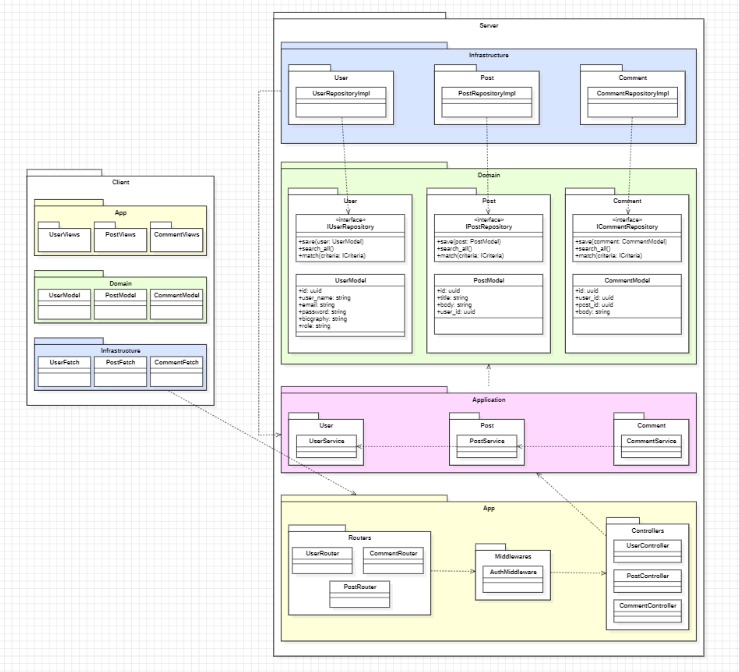 Server
Infrastructure
User
UserRepositoryImpl
Post
PostRepositoryImpl
Comment
CommentRepositoryImpl
Domain
User
«interface»
IUserRepository
+save(user: UserModel)
+search_all()
+match(criteria: ICriteria)
UserModel
+id: uuid
+user_name: string
+email: string
+password: string
+biography: string
+role: string
Post
«interface»
IPostRepository
+save(post: PostModel)
+search_all()
+match(criteria: ICriteria)
PostModel
+id: uuid
+title: string
+body: string
+user_id: uuid
Comment
«interface»
ICommentRepository
+save(comment: CommentModel)
+search_all()
+match(criteria: ICriteria)
CommentModel
+id: uuid
+user_id: uuid
+post_id: uuid
+body: string
Application
User
UserService
Post
PostService
Comment
CommentService
App
Routers
UserRouter
CommentRouter
PostRouter
Middlewares
AuthMiddleware
Controllers
UserController
PostController
CommentController
Client
App
UserViews
PostViews
CommentViews
Domain
UserModel
PostModel
CommentModel
Infrastructure
UserFetch
PostFetch
CommentFetch